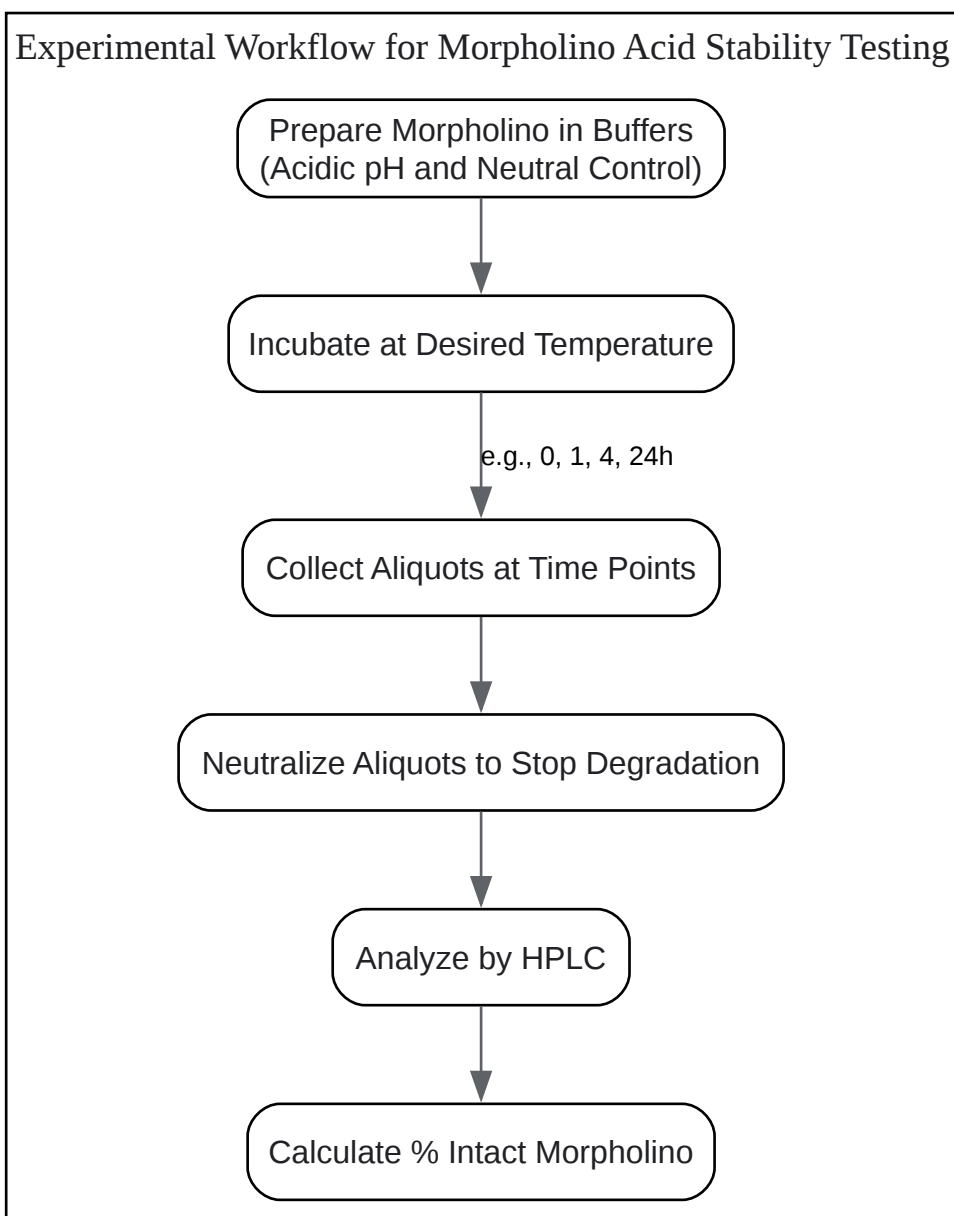 Experimental Workflow for Morpholino Acid Stability Testing
Prepare Morpholino in Buffers
(Acidic pH and Neutral Control)
Incubate at Desired Temperature
e.g., 0, 1, 4, 24h
Collect Aliquots at Time Points
Neutralize Aliquots to Stop Degradation
Analyze by HPLC
Calculate % Intact Morpholino